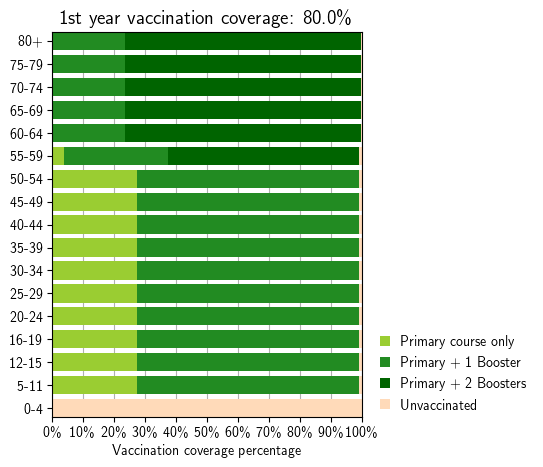 1st year vaccination coverage: 80.0%
80+
75-79
70-74
65-69
60-64
55-59
50-54
45-49
40-44
35-39
30-34
25-29
20-24
16-19
12-15
5-11
0-4
0% 10% 20% 30% 40% 50% 60% 70% 80% 90% 100%
Vaccination coverage percentage
Primary course only
Primary + 1 Booster
Primary + 2 Boosters
Unvaccinated